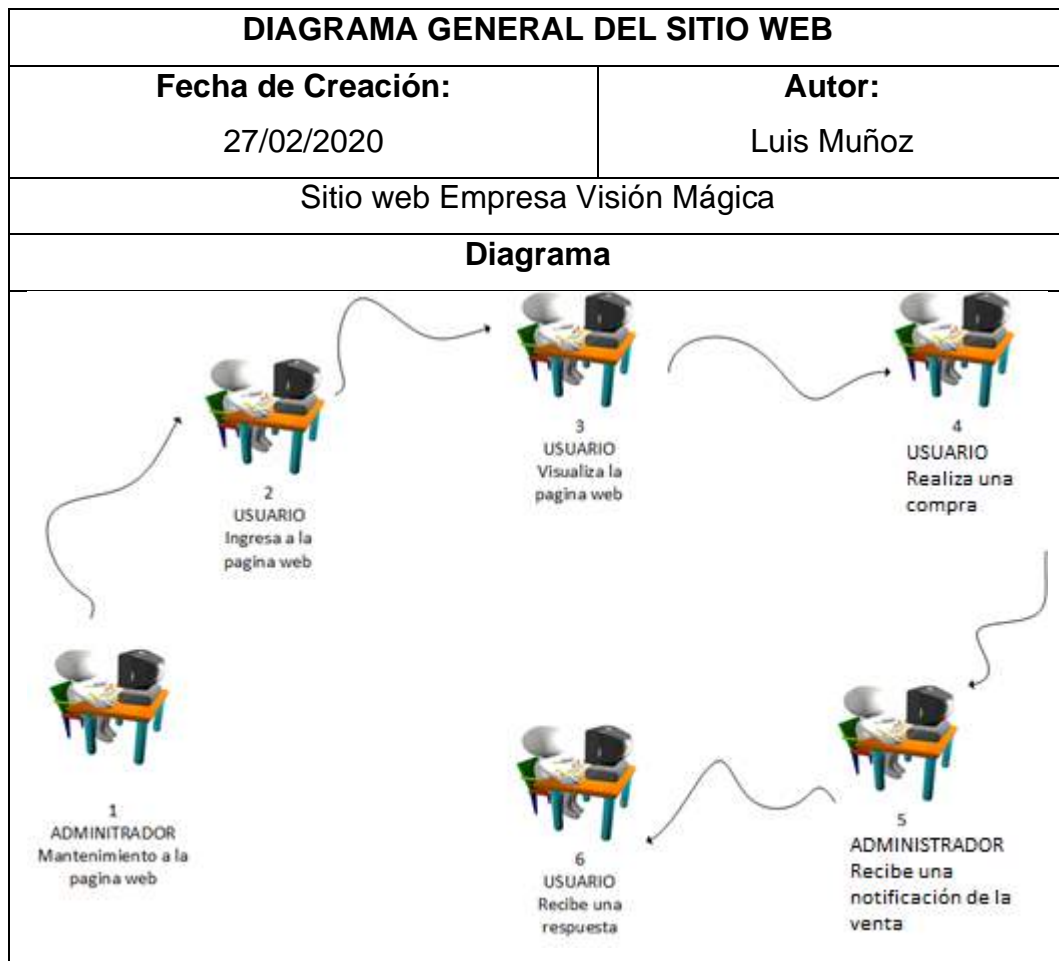 DIAGRAMA GENERAL DEL SITIO WEB
Fecha de Creación:
27/02/2020
Autor:
Luis Muñoz
Sitio web Empresa Visión Mágica
Diagrama
1
ADMINITRADOR
Mantenimiento a la
pagina web
2
USUARIO
Ingresa a la
pagina web
3
USUARIO
Visualiza la
pagina web
4
USUARIO
Realiza una
compra
5
ADMINISTRADOR
Recibe una
notificación de la
venta
6
USUARIO
Recibe una
respuesta